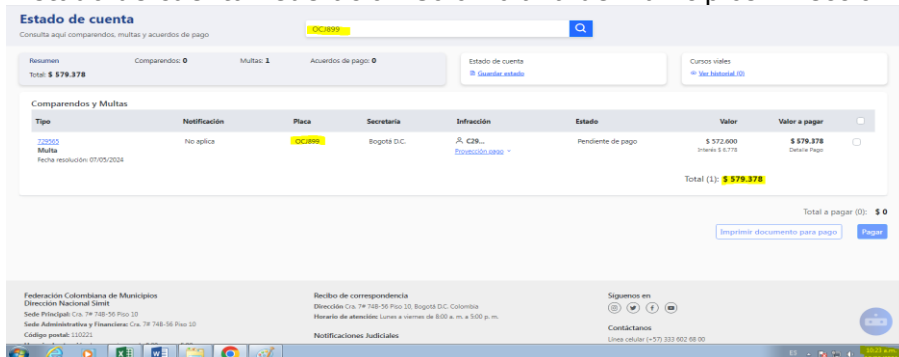 Estado de cuenta
Consulta aquí comparendos, multas y acuerdos de pago
OCJ899
Resumen
Comparendos: 0
Multas: 1
Acuerdos de pago: 0
Total: $ 579.378
Estado de cuenta
Guardar estado
Cursos viales
Ver historial (0)
Comparendos y Multas
Tipo Notificación Placa Secretaría Infracción Estado Valor Valor a pagar
729565 No aplica OCJ899 Bogotá D.C. C29... Pendiente de pago $ 572.600 $ 579.378
Multa Proyección pago Interés $ 6.778 Detalle Pago
Fecha resolución: 07/05/2024
Total (1): $ 579.378
Total a pagar (0): $ 0
Imprimir documento para pago
Pagar
Federación Colombiana de Municipios
Dirección Nacional Simit
Sede Principal: Cra. 7# 74B-56 Piso 10
Sede Administrativa y Financiera: Cra. 7# 74B-56 Piso 10
Código postal: 110221
Recibo de correspondencia
Dirección Cra. 7# 74B-56 Piso 10, Bogotá D.C. Colombia
Horario de atención: Lunes a viernes de 8:00 a. m. a 5:00 p. m.
Notificaciones Judiciales
Síguenos en
Contáctanos
Línea celular (+57) 333 602 68 00
ES
10:23 a.m.